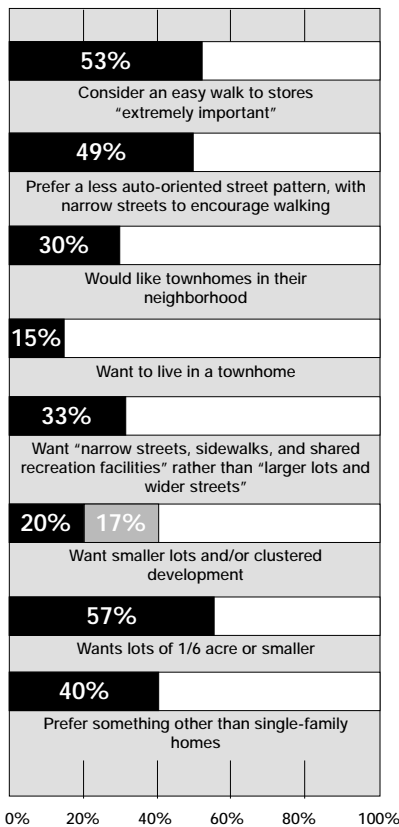 53%
Consider an easy walk to stores
“extremely important”
49%
Prefer a less auto-oriented street pattern, with
narrow streets to encourage walking
30%
Would like townhomes in their
neighborhood
15%
Want to live in a townhome
33%
Want “narrow streets, sidewalks, and shared
recreation facilities” rather than “larger lots and
wider streets”
20% 17%
Want smaller lots and/or clustered
development
57%
Wants lots of 1/6 acre or smaller
40%
Prefer something other than single-family
homes
0% 20% 40% 60% 80% 100%